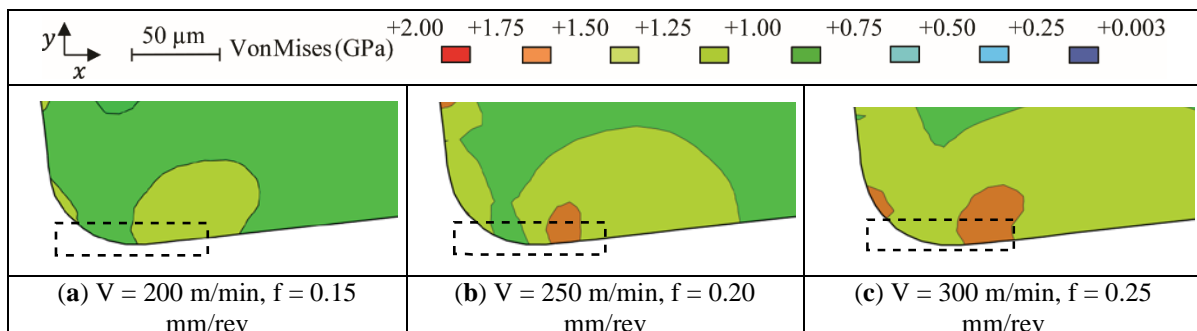 y 50 µm VonMises (GPa) +2.00 +1.75 +1.50 +1.25 +1.00 +0.75 +0.50 +0.25 +0.003
x
(a) V = 200 m/min, f = 0.15 (b) V = 250 m/min, f = 0.20 (c) V = 300 m/min, f = 0.25
mm/rev mm/rev mm/rev